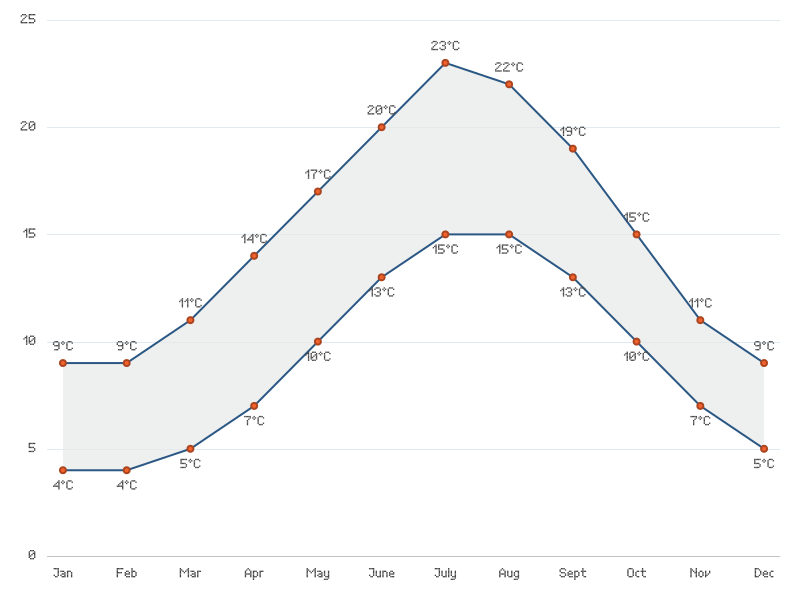 25
23°C
22°C
20°C
20
19°C
17°C
15°C
14°C
15
15°C 15°C
11°C 11°C
13°C 13°C
10
9°C 9°C 9°C
10°C 10°C
7°C 7°C
5
5°C 5°C
4°C 4°C
0
Jan Feb Mar Apr May June July Aug Sept Oct Nov Dec